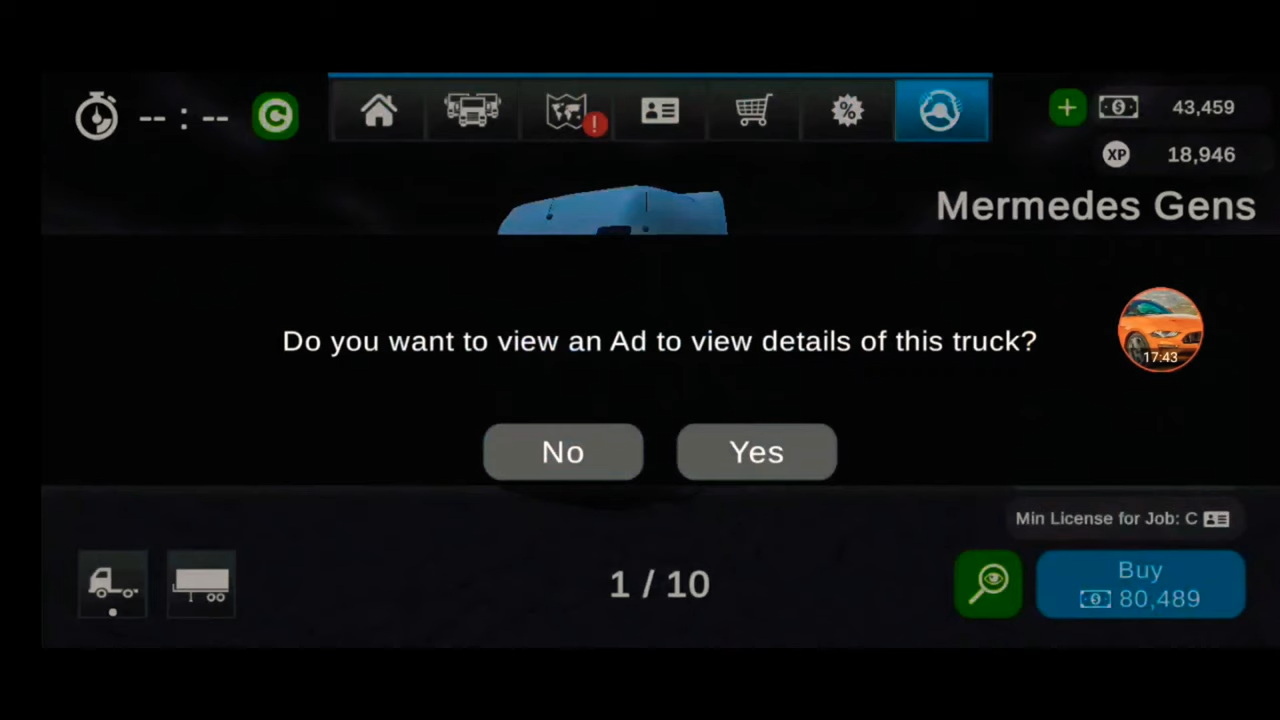 -- : --
C
%
!
+
$
43,459
XP
18,946
Mermedes Gens
Do you want to view an Ad to view details of this truck?
17:43
No
Yes
Min License for Job: C
1 / 10
Buy
$ 80,489